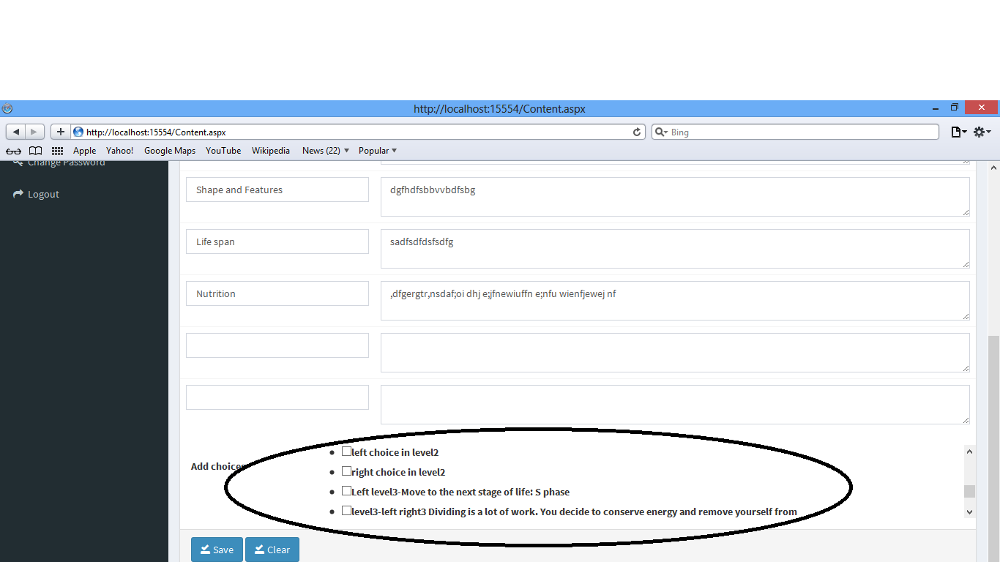 http://localhost:15554/Content.aspx
http://localhost:15554/Content.aspx
Bing
Apple Yahoo! Google Maps YouTube Wikipedia News (22) Popular
Change Password
Logout
Shape and Features dgfhdfsbbvvbdfsbg
Life span sadfsdfdsfsdfg
Nutrition ,dfgergtr,nsdaf;oi dhj e;jfnewiuffn e;nfu wienfjewej nf
Add choices
left choice in level2
right choice in level2
Left level3-Move to the next stage of life: S phase
level3-left right3 Dividing is a lot of work. You decide to conserve energy and remove yourself from
Save Clear